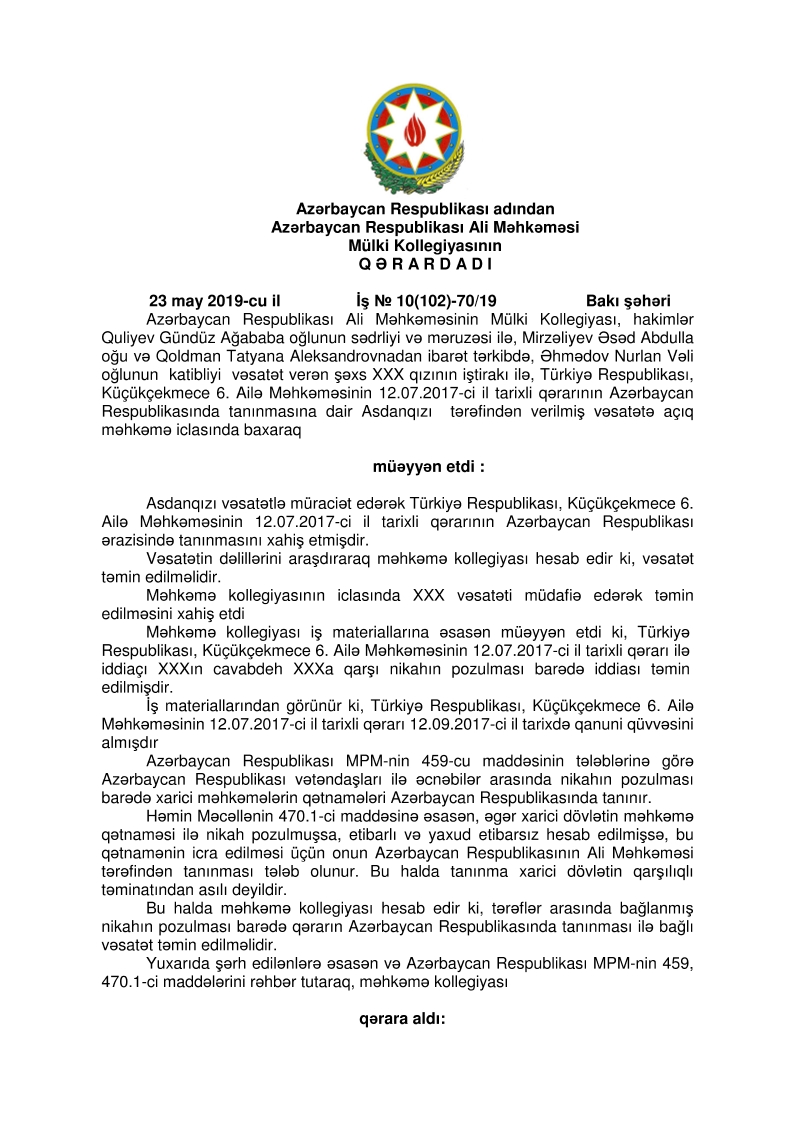 Azərbaycan Respublikası adından
Azərbaycan Respublikası Ali Məhkəməsi
Mülki Kollegiyasının
Q Ə R A R D A D I
23 may 2019-cu il İş № 10(102)-70/19 Bakı şəhəri
Azərbaycan Respublikası Ali Məhkəməsinin Mülki Kollegiyası, hakimlər
Quliyev Gündüz Ağababa oğlunun sədrliyi və məruzəsi ilə, Mirzəliyev Əsəd Abdulla
oğu və Qoldman Tatyana Aleksandrovnadan ibarət tərkibdə, Əhmədov Nurlan Vəli
oğlunun katibliyi vəsatət verən şəxs XXX qızının iştirakı ilə, Türkiyə Respublikası,
Küçükçekmece 6. Ailə Məhkəməsinin 12.07.2017-ci il tarixli qərarının Azərbaycan
Respublikasında tanınmasına dair Asdanqızı tərəfindən verilmiş vəsatətə açıq
məhkəmə iclasında baxaraq
müəyyən etdi :
Asdanqızı vəsatətlə müraciət edərək Türkiyə Respublikası, Küçükçekmece 6.
Ailə Məhkəməsinin 12.07.2017-ci il tarixli qərarının Azərbaycan Respublikası
ərazisində tanınmasını xahiş etmişdir.
Vəsatətin dəlillərini araşdıraraq məhkəmə kollegiyası hesab edir ki, vəsatət
təmin edilməlidir.
Məhkəmə kollegiyasının iclasında XXX vəsatəti müdafiə edərək təmin
edilməsini xahiş etdi
Məhkəmə kollegiyası iş materiallarına əsasən müəyyən etdi ki, Türkiyə
Respublikası, Küçükçekmece 6. Ailə Məhkəməsinin 12.07.2017-ci il tarixli qərarı ilə
iddiaçı XXXın cavabdeh XXXa qarşı nikahın pozulması barədə iddiası təmin
edilmişdir.
İş materiallarından görünür ki, Türkiyə Respublikası, Küçükçekmece 6. Ailə
Məhkəməsinin 12.07.2017-ci il tarixli qərarı 12.09.2017-ci il tarixdə qanuni qüvvəsini
almışdır
Azərbaycan Respublikası MPM-nin 459-cu maddəsinin tələblərinə görə
Azərbaycan Respublikası vətəndaşları ilə əcnəbilər arasında nikahın pozulması
barədə xarici məhkəmələrin qətnamələri Azərbaycan Respublikasında tanınır.
Həmin Məcəllənin 470.1-ci maddəsinə əsasən, əgər xarici dövlətin məhkəmə
qətnaməsi ilə nikah pozulmuşsa, etibarlı və yaxud etibarsız hesab edilmişsə, bu
qətnamənin icra edilməsi üçün onun Azərbaycan Respublikasının Ali Məhkəməsi
tərəfindən tanınması tələb olunur. Bu halda tanınma xarici dövlətin qarşılıqlı
təminatından asılı deyildir.
Bu halda məhkəmə kollegiyası hesab edir ki, tərəflər arasında bağlanmış
nikahın pozulması barədə qərarın Azərbaycan Respublikasında tanınması ilə bağlı
vəsatət təmin edilməlidir.
Yuxarıda şərh edilənlərə əsasən və Azərbaycan Respublikası MPM-nin 459,
470.1-ci maddələrini rəhbər tutaraq, məhkəmə kollegiyası
qərara aldı: